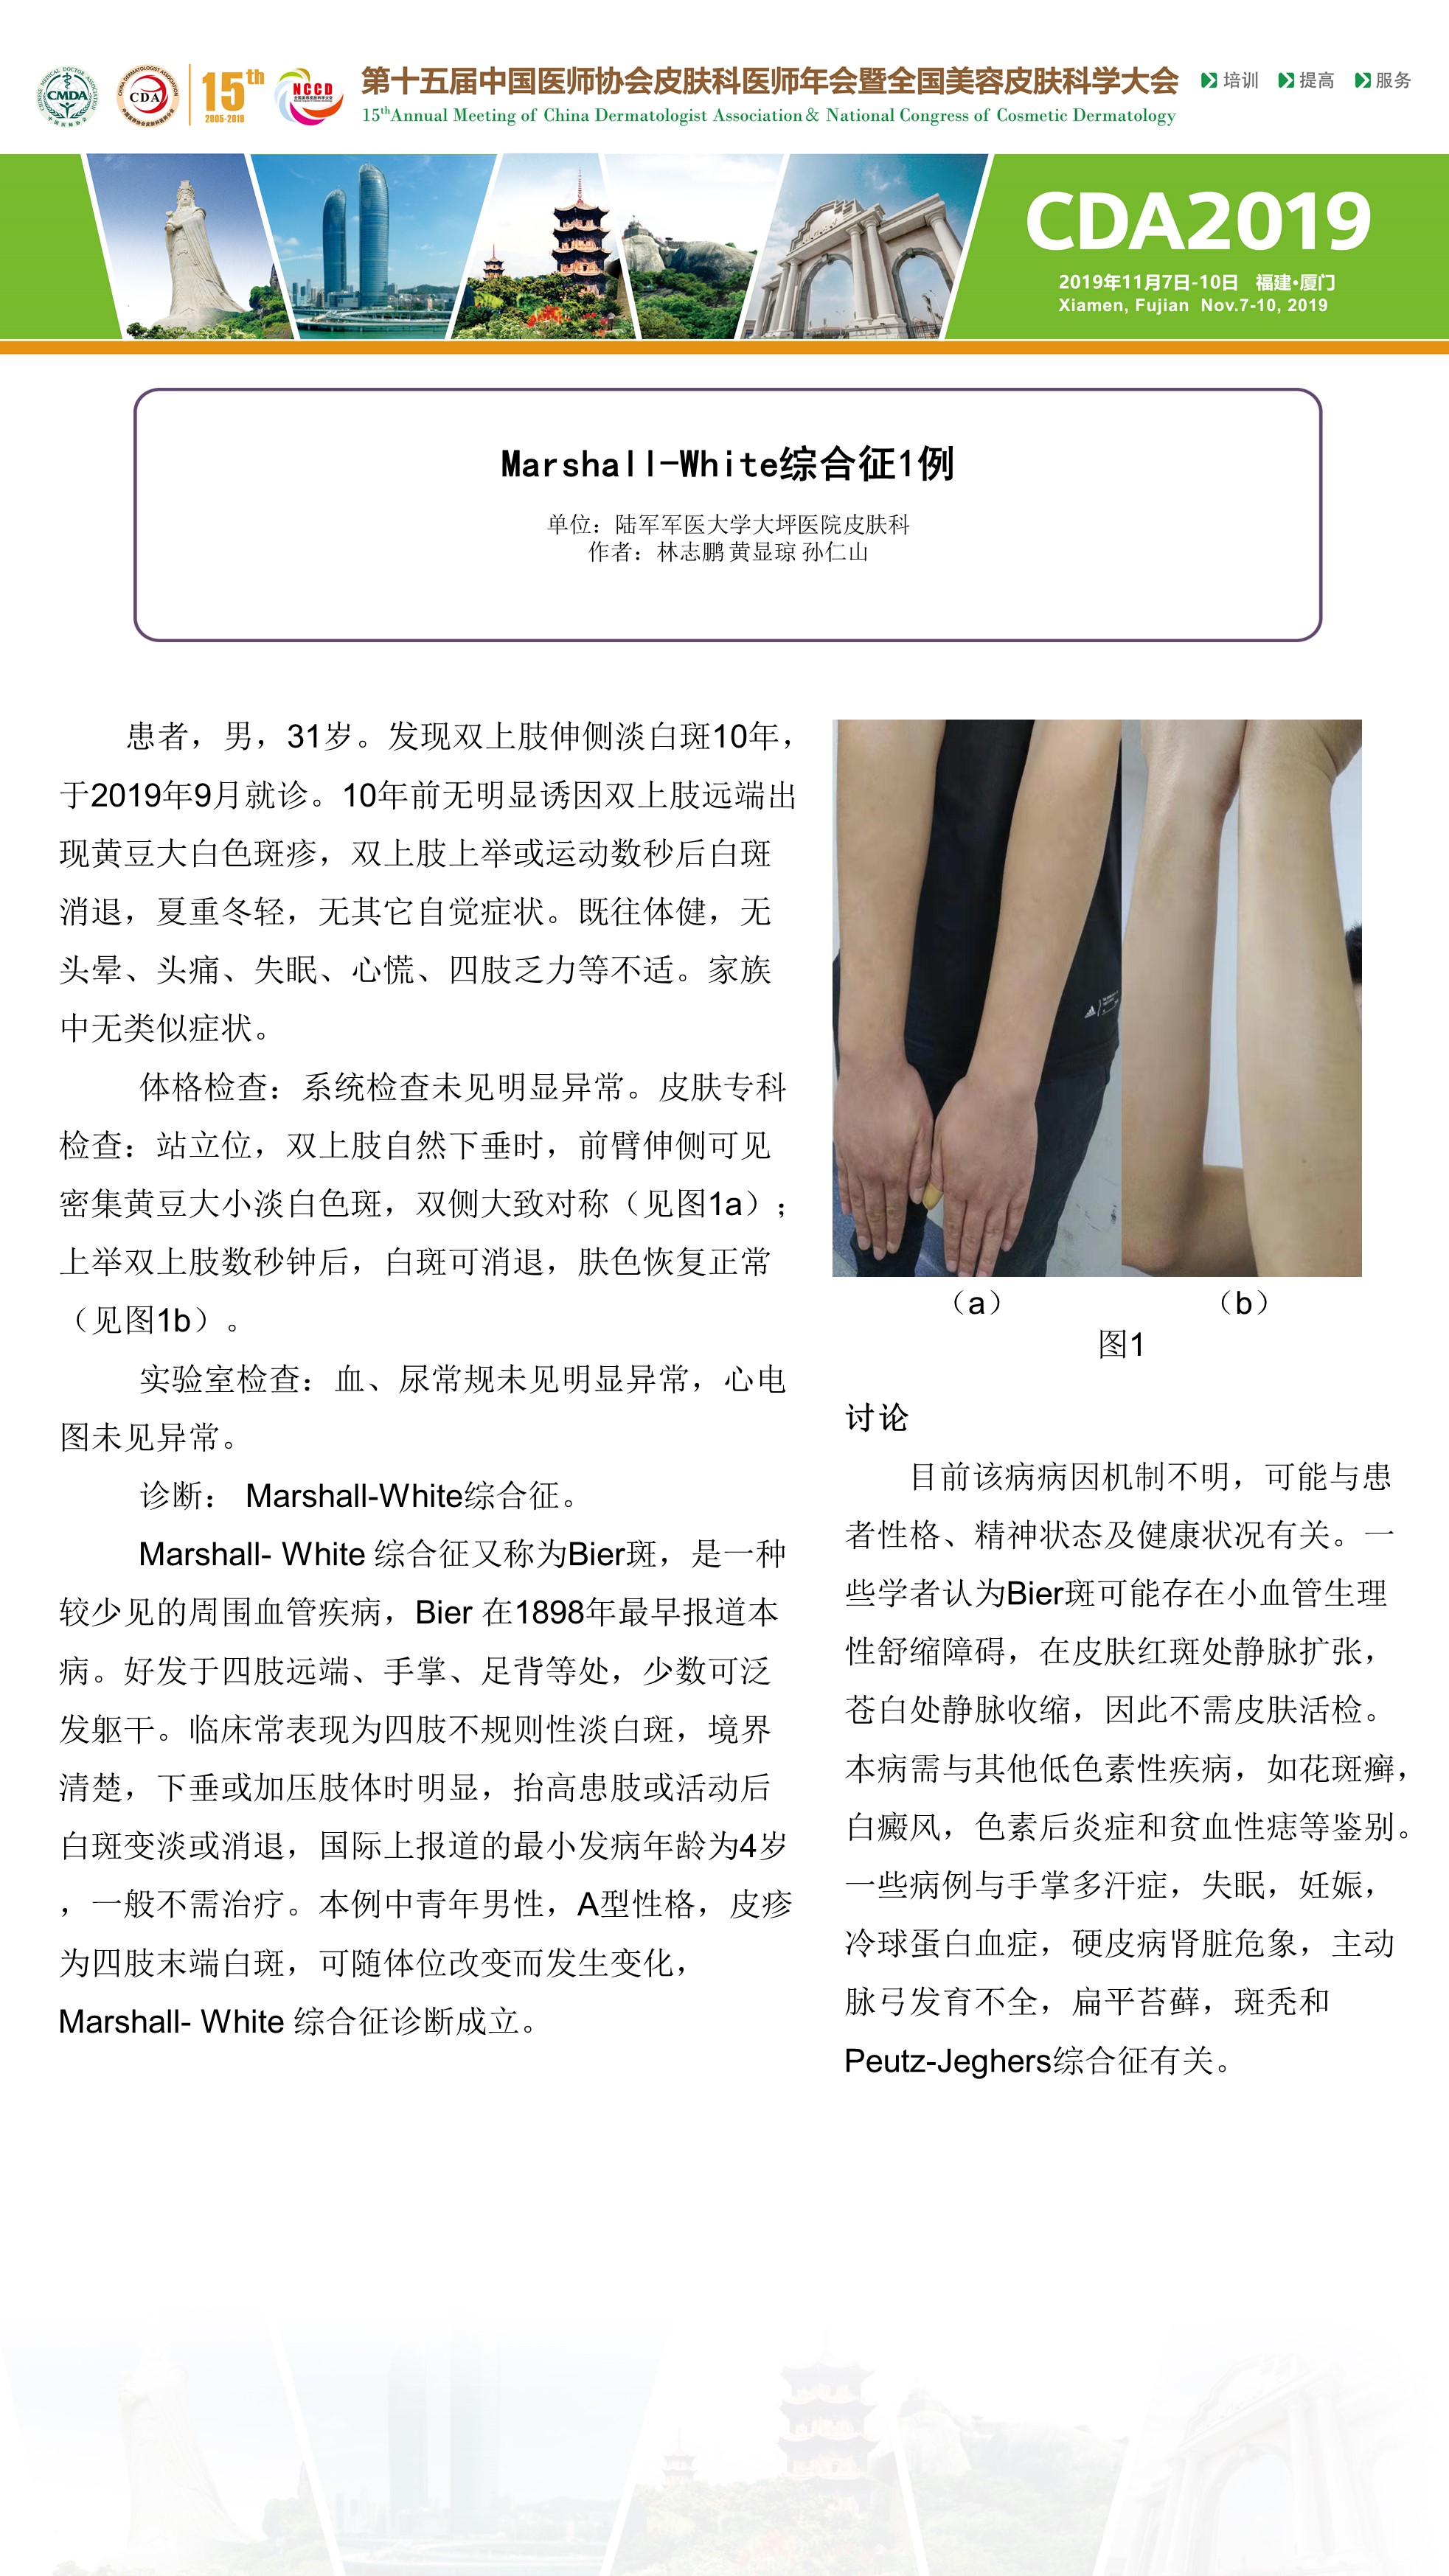 CHINESE MEDICAL DOCTOR ASSOCIATION
CMDA
中国医师协会
CHINA DERMATOLOGIST ASSOCIATION
CDA
15th
2005-2019
NCCD
第十五届中国医师协会皮肤科医师年会暨全国美容皮肤科学大会
15thAnnual Meeting of China Dermatologist Association& National Congress of Cosmetic Dermatology
培训 提高 服务
CDA2019
2019年11月7日-10日 福建·厦门
Xiamen, Fujian Nov.7-10, 2019
Marshall-White综合征1例
单位：陆军军医大学大坪医院皮肤科
作者：林志鹏 黄显琼 孙仁山
患者，男，31岁。发现双上肢伸侧淡白斑10年，
于2019年9月就诊。10年前无明显诱因双上肢远端出
现黄豆大白色斑疹，双上肢上举或运动数秒后白斑
消退，夏重冬轻，无其它自觉症状。既往体健，无
头晕、头痛、失眠、心慌、四肢乏力等不适。家族
中无类似症状。
体格检查：系统检查未见明显异常。皮肤专科
检查：站立位，双上肢自然下垂时，前臂伸侧可见
密集黄豆大小淡白色斑，双侧大致对称（见图1a）；
上举双上肢数秒钟后，白斑可消退，肤色恢复正常
（见图1b）。
实验室检查：血、尿常规未见明显异常，心电
图未见异常。
诊断： Marshall-White综合征。
Marshall- White 综合征又称为Bier斑，是一种
较少见的周围血管疾病，Bier 在1898年最早报道本
病。好发于四肢远端、手掌、足背等处，少数可泛
发躯干。临床常表现为四肢不规则性淡白斑，境界
清楚，下垂或加压肢体时明显，抬高患肢或活动后
白斑变淡或消退，国际上报道的最小发病年龄为4岁
，一般不需治疗。本例中青年男性，A型性格，皮疹
为四肢末端白斑，可随体位改变而发生变化，
Marshall- White 综合征诊断成立。
（a） （b）
图1
讨论
目前该病病因机制不明，可能与患
者性格、精神状态及健康状况有关。一
些学者认为Bier斑可能存在小血管生理
性舒缩障碍，在皮肤红斑处静脉扩张，
苍白处静脉收缩，因此不需皮肤活检。
本病需与其他低色素性疾病，如花斑癣，
白癜风，色素后炎症和贫血性痣等鉴别。
一些病例与手掌多汗症，失眠，妊娠，
冷球蛋白血症，硬皮病肾脏危象，主动
脉弓发育不全，扁平苔藓，斑秃和
Peutz-Jeghers综合征有关。